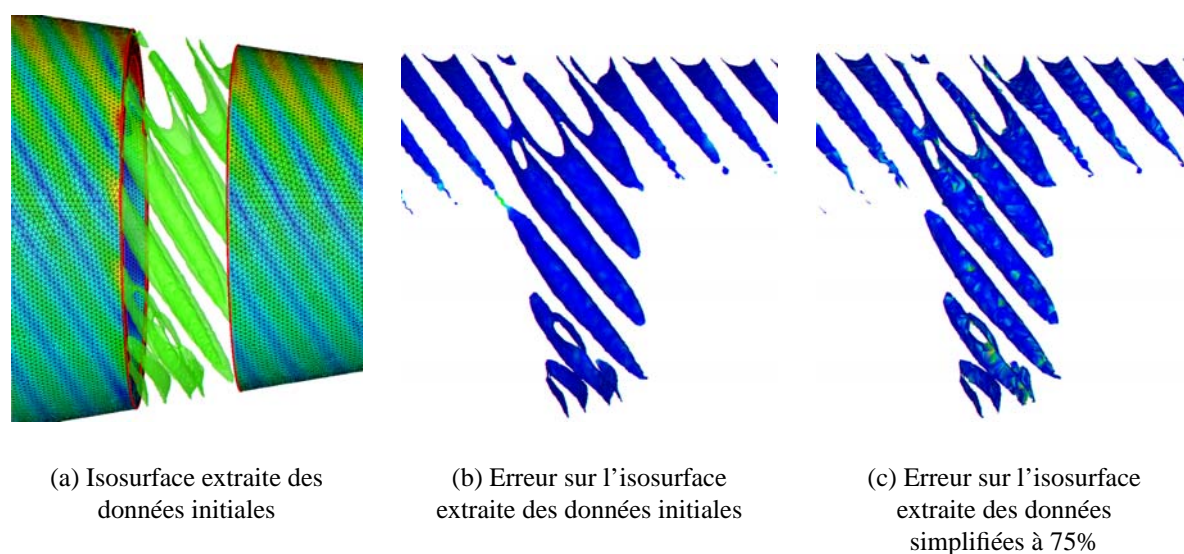 (a) Isosurface extraite des
données initiales
(b) Erreur sur l'isosurface
extraite des données initiales
(c) Erreur sur l'isosurface
extraite des données
simplifiées à 75%